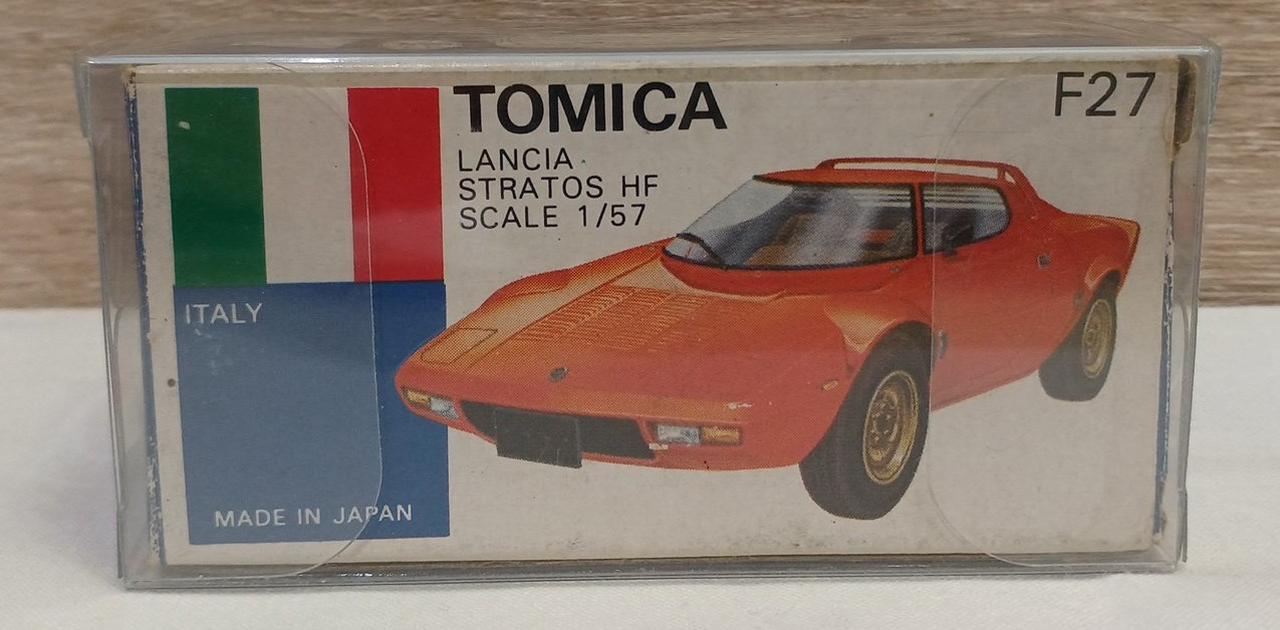 TOMICA
F27
LANCIA
STRATOS HF
SCALE 1/57
ITALY
MADE IN JAPAN